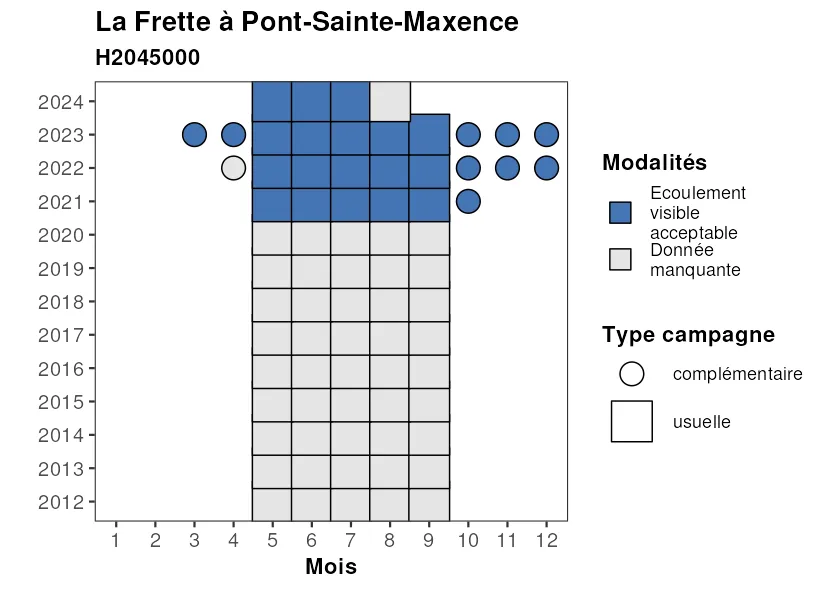 La Frette à Pont-Sainte-Maxence
H2045000
2024
2023
2022
2021
2020
2019
2018
2017
2016
2015
2014
2013
2012
1 2 3 4 5 6 7 8 9 10 11 12
Mois
Modalités
Ecoulement
visible
acceptable
Donnée
manquante
Type campagne
complémentaire
usuelle